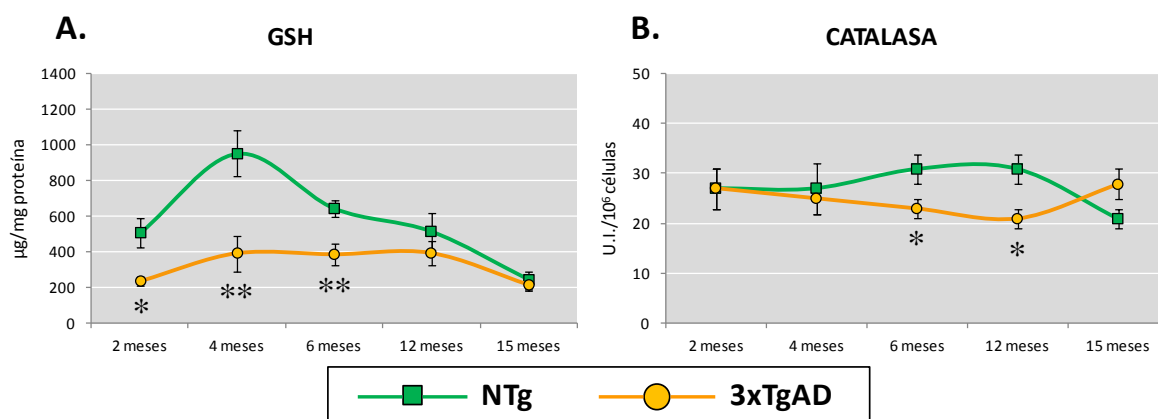 A.
GSH
1400
1200
1000
800
600
400
200
0
µg/mg proteína
*
**
**
2 meses 4 meses 6 meses 12 meses 15 meses
B.
CATALASA
50
40
30
20
10
0
U.I./10⁶ células
*
*
2 meses 4 meses 6 meses 12 meses 15 meses
NTg 3xTgAD